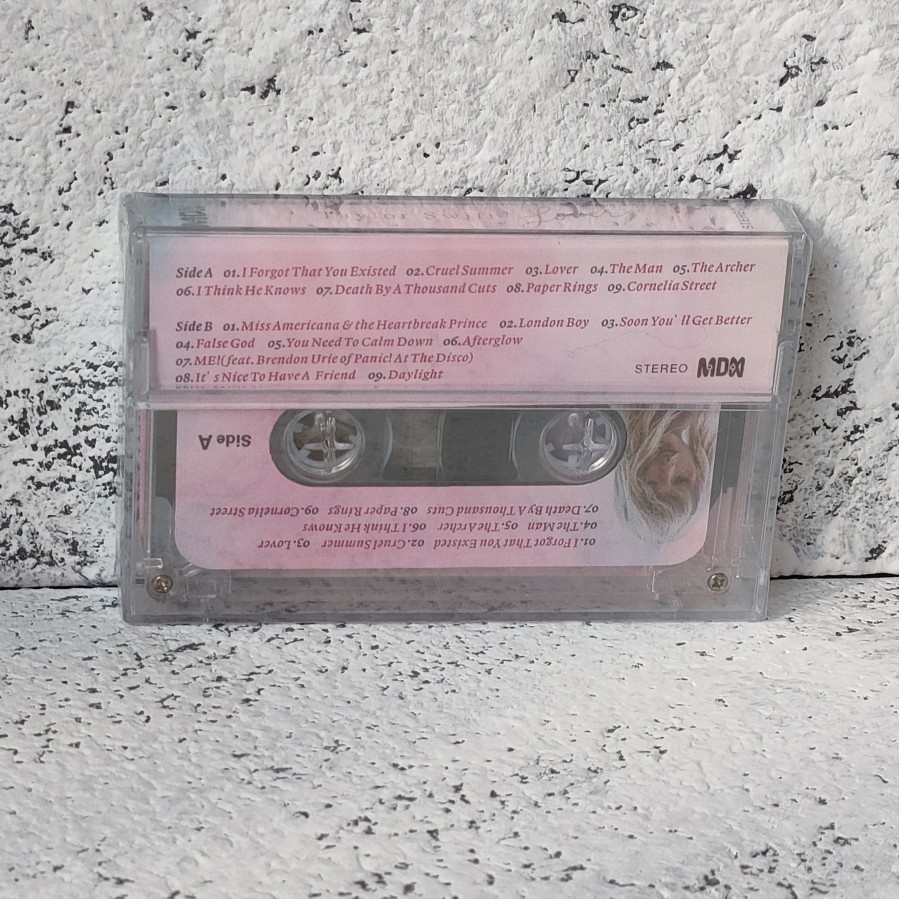 Side A 01.I Forgot That You Existed 02.Cruel Summer 03.Lover 04.The Man 05.The Archer
06.I Think He Knows 07.Death By A Thousand Cuts 08.Paper Rings 09.Cornelia Street
Side B 01.Miss Americana & the Heartbreak Prince 02.London Boy 03.Soon You'll Get Better
04.False God 05.You Need To Calm Down 06.Afterglow
07.ME!(feat. Brendon Urie of Panic! At The Disco)
08.It's Nice To Have A Friend 09.Daylight
STEREO MDM
Side A
01.I Forgot That You Existed 02.Cruel Summer 03.Lover
04.The Man 05.The Archer 06.I Think He Knows
07.Death By A Thousand Cuts 08.Paper Rings 09.Cornelia Street